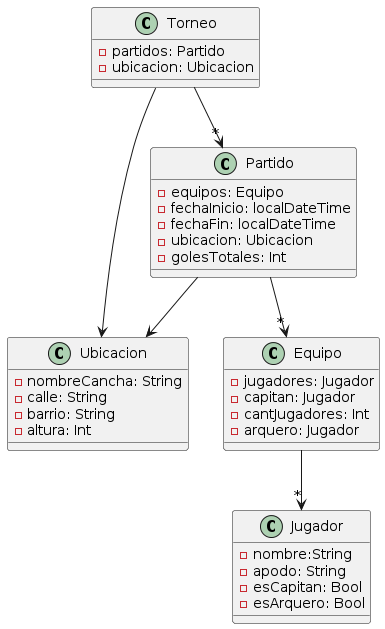 C Torneo
partidos: Partido
ubicacion: Ubicacion
*
C Partido
equipos: Equipo
fechaInicio: localDateTime
fechaFin: localDateTime
ubicacion: Ubicacion
golesTotales: Int
*
C Ubicacion
nombreCancha: String
calle: String
barrio: String
altura: Int
C Equipo
jugadores: Jugador
capitan: Jugador
cantJugadores: Int
arquero: Jugador
*
C Jugador
nombre:String
apodo: String
esCapitan: Bool
esArquero: Bool